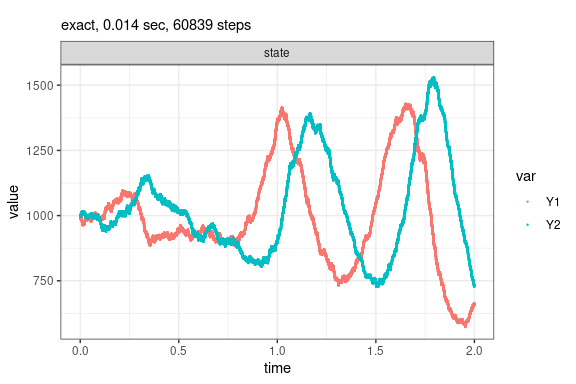 exact, 0.014 sec, 60839 steps
state
value
1500
1250
1000
750
0.0 0.5 1.0 1.5 2.0
time
var
Y1
Y2